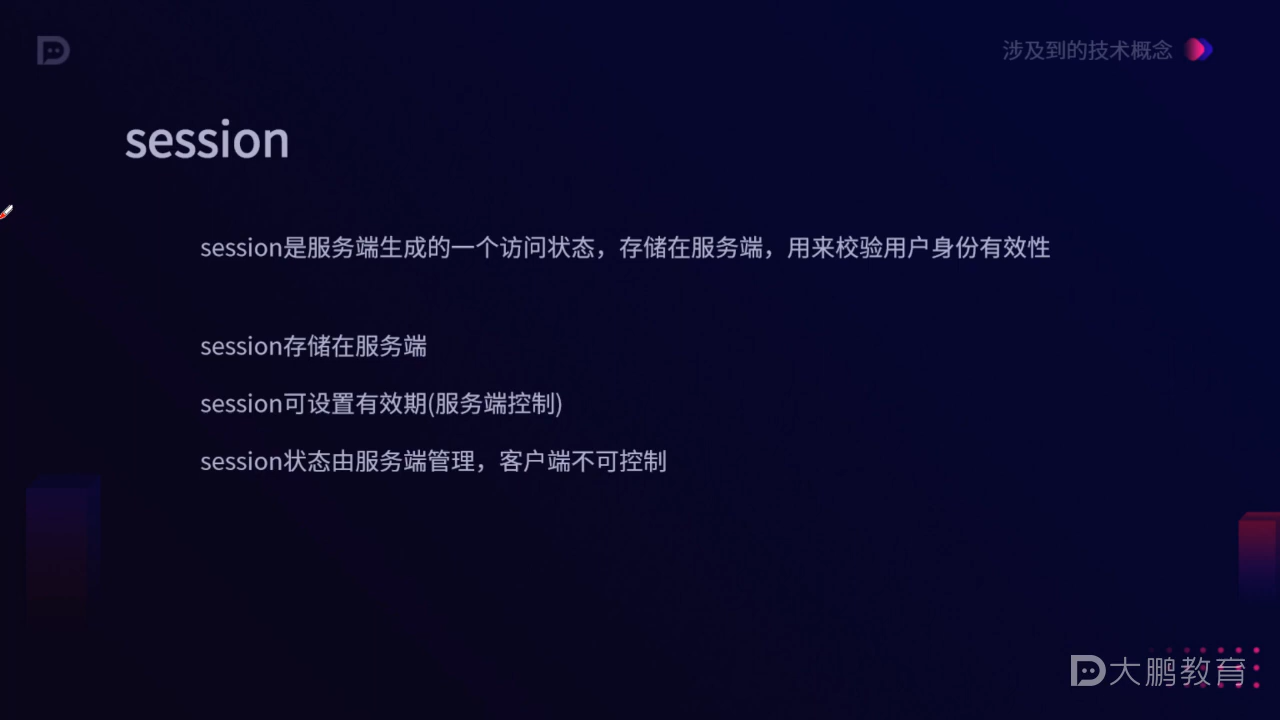 涉及到的技术概念
session
session是服务端生成的一个访问状态，存储在服务端，用来校验用户身份有效性
session存储在服务端
session可设置有效期(服务端控制)
session状态由服务端管理，客户端不可控制
大鹏教育